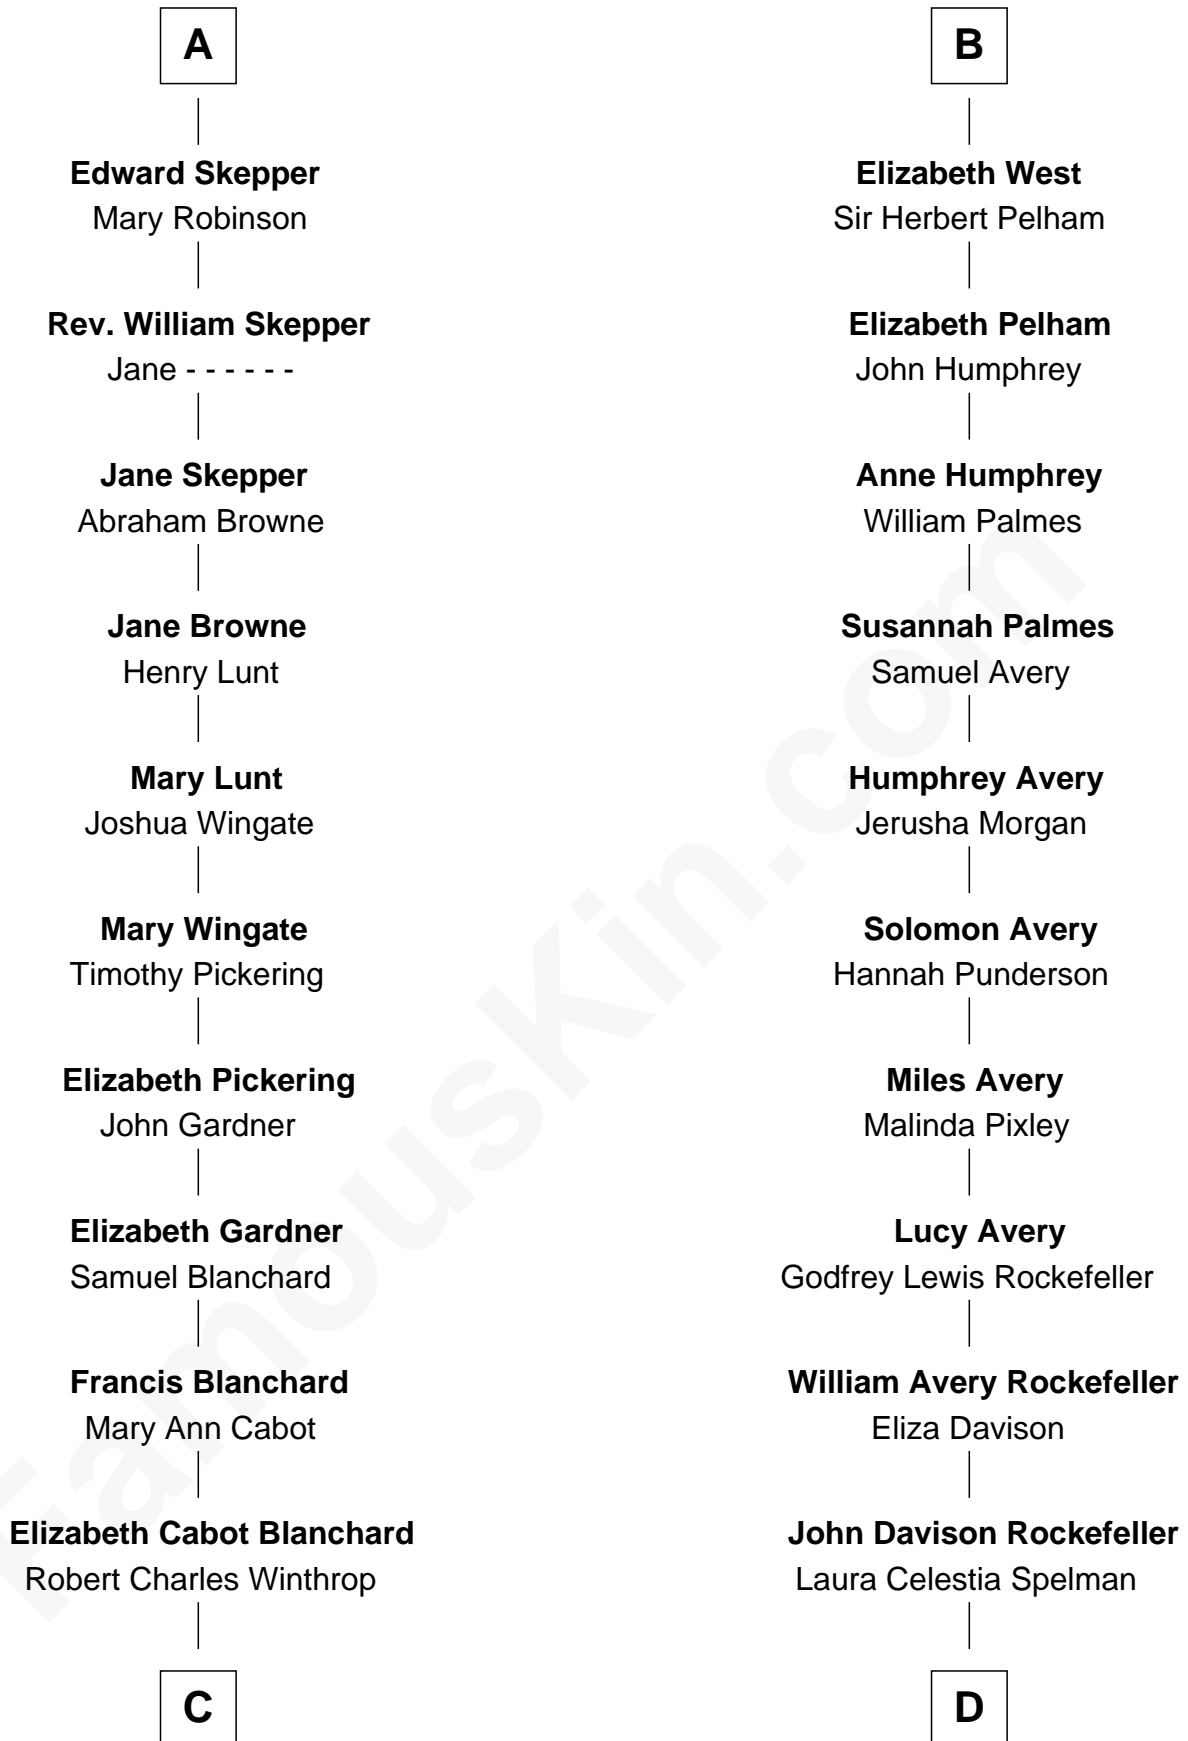 A
Edward Skepper
Mary Robinson
Rev. William Skepper
Jane - - - - - -
Jane Skepper
Abraham Browne
Jane Browne
Henry Lunt
Mary Lunt
Joshua Wingate
Mary Wingate
Timothy Pickering
Elizabeth Pickering
John Gardner
Elizabeth Gardner
Samuel Blanchard
Francis Blanchard
Mary Ann Cabot
Elizabeth Cabot Blanchard
Robert Charles Winthrop
C
B
Elizabeth West
Sir Herbert Pelham
Elizabeth Pelham
John Humphrey
Anne Humphrey
William Palmes
Susannah Palmes
Samuel Avery
Humphrey Avery
Jerusha Morgan
Solomon Avery
Hannah Punderson
Miles Avery
Malinda Pixley
Lucy Avery
Godfrey Lewis Rockefeller
William Avery Rockefeller
Eliza Davison
John Davison Rockefeller
Laura Celestia Spelman
D
FamousKin.com